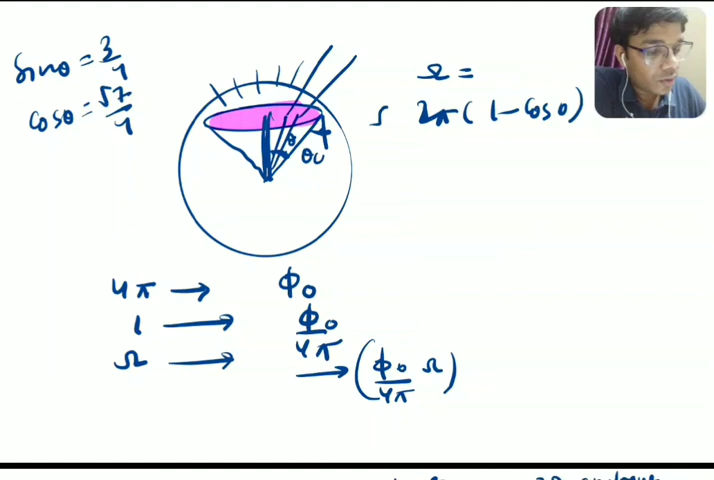 sinθ = 3/4
cosθ = √7/4
Ω =
2π(1-cosθ)
θ
θc
4π → ϕ₀
1 → ϕ₀/4π
Ω → → (ϕ₀/4π Ω)